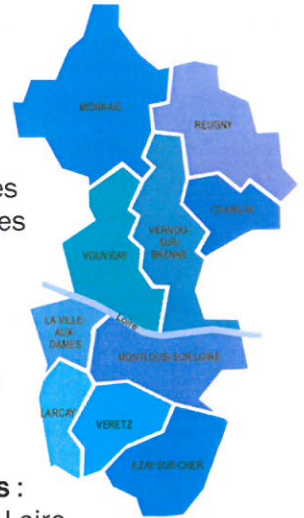 MONNAIE
REUGNY
es
CHANCAY
es
VERNOU-
SUR-
BRENNE
VOUVRAY
Loire
LA VILLE-
AUX-
DAMES
MONTLOUIS-SUR-LOIRE
LARCAY
VERETZ
AZAY-SUR-CHER
s :
Loire